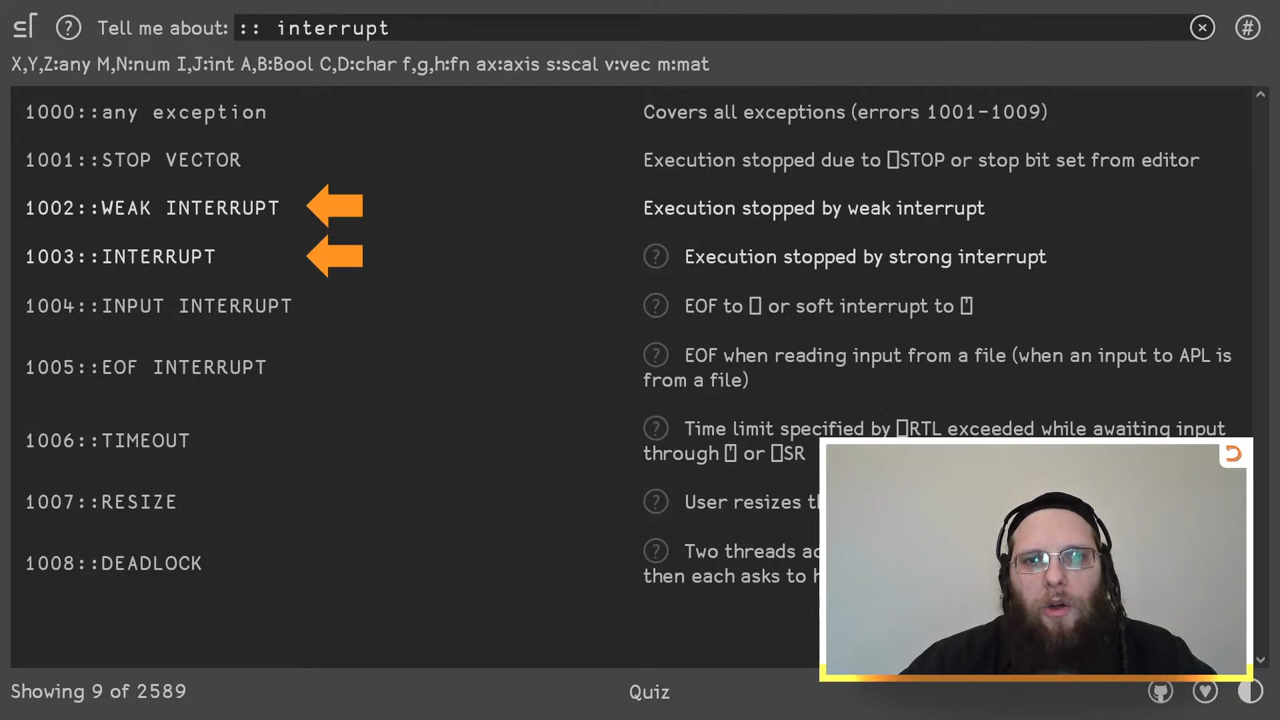 Tell me about: :: interrupt
X,Y,Z:any M,N:num I,J:int A,B:Bool C,D:char f,g,h:fn ax:axis s:scal v:vec m:mat
1000::any exception Covers all exceptions (errors 1001–1009)
1001::STOP VECTOR Execution stopped due to ⎕STOP or stop bit set from editor
1002::WEAK INTERRUPT Execution stopped by weak interrupt
1003::INTERRUPT ? Execution stopped by strong interrupt
1004::INPUT INTERRUPT ? EOF to ⎕ or soft interrupt to ⍞
1005::EOF INTERRUPT ? EOF when reading input from a file (when an input to APL is
from a file)
1006::TIMEOUT ? Time limit specified by ⎕RTL exceeded while awaiting input
through ⍞ or ⎕SR
1007::RESIZE ? User resizes
1008::DEADLOCK ? Two threads
then each asks to
Showing 9 of 2589 Quiz